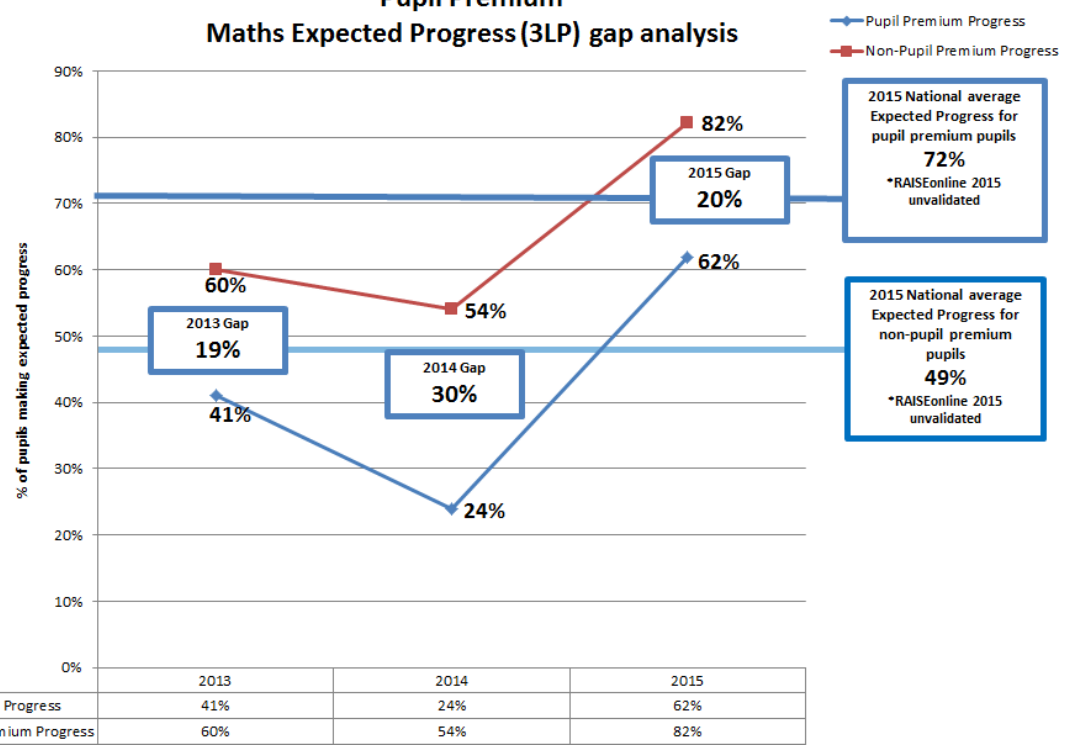 Pupil Premium
Maths Expected Progress (3LP) gap analysis
Pupil Premium Progress
Non-Pupil Premium Progress
90%
80%
70%
60%
50%
40%
30%
20%
10%
0%
% of pupils making expected progress
82%
62%
60%
54%
41%
24%
2013 Gap
19%
2014 Gap
30%
2015 Gap
20%
2015 National average
Expected Progress for
pupil premium pupils
72%
*RAISEonline 2015
unvalidated
2015 National average
Expected Progress for
non-pupil premium
pupils
49%
*RAISEonline 2015
unvalidated
2013 2014 2015
Progress 41% 24% 62%
mium Progress 60% 54% 82%